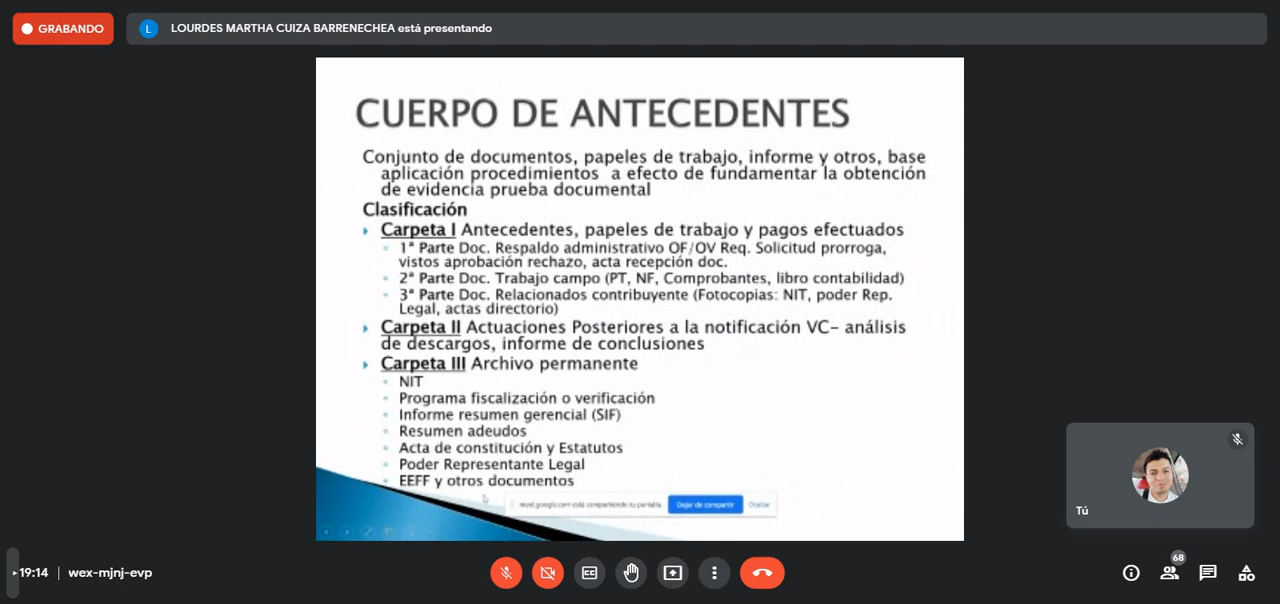 GRABANDO
L LOURDES MARTHA CUIZA BARRENECHEA está presentando
CUERPO DE ANTECEDENTES
Conjunto de documentos, papeles de trabajo, informe y otros, base
aplicación procedimientos a efecto de fundamentar la obtención
de evidencia prueba documental
Clasificación
Carpeta I Antecedentes, papeles de trabajo y pagos efectuados
1ª Parte Doc. Respaldo administrativo OF/OV Req. Solicitud prorroga,
vistos aprobación rechazo, acta recepción doc.
2ª Parte Doc. Trabajo campo (PT, NF, Comprobantes, libro contabilidad)
3ª Parte Doc. Relacionados contribuyente (Fotocopias: NIT, poder Rep.
Legal, actas directorio)
Carpeta II Actuaciones Posteriores a la notificación VC- análisis
de descargos, informe de conclusiones
Carpeta III Archivo permanente
NIT
Programa fiscalización o verificación
Informe resumen gerencial (SIF)
Resumen adeudos
Acta de constitución y Estatutos
Poder Representante Legal
EEFF y otros documentos
meet.google.com está compartiendo tu pantalla. Dejar de compartir Ocultar
Tú
19:14 | wex-mjnj-evp
68